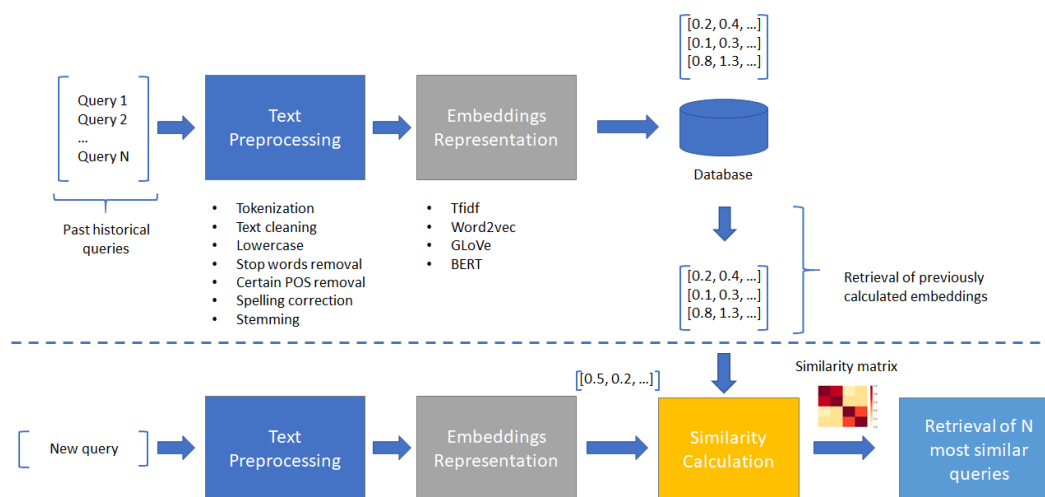 [0.2, 0.4, ...]
[0.1, 0.3, ...]
[0.8, 1.3, ...]
Query 1
Query 2
...
Query N
Text
Preprocessing
Embeddings
Representation
Database
Past historical
queries
• Tokenization
• Text cleaning
• Lowercase
• Stop words removal
• Certain POS removal
• Spelling correction
• Stemming
• Tfidf
• Word2vec
• GLoVe
• BERT
[0.2, 0.4, ...]
[0.1, 0.3, ...]
[0.8, 1.3, ...]
Retrieval of previously
calculated embeddings
Similarity matrix
[0.5, 0.2, ...]
New query
Text
Preprocessing
Embeddings
Representation
Similarity
Calculation
Retrieval of N
most similar
queries